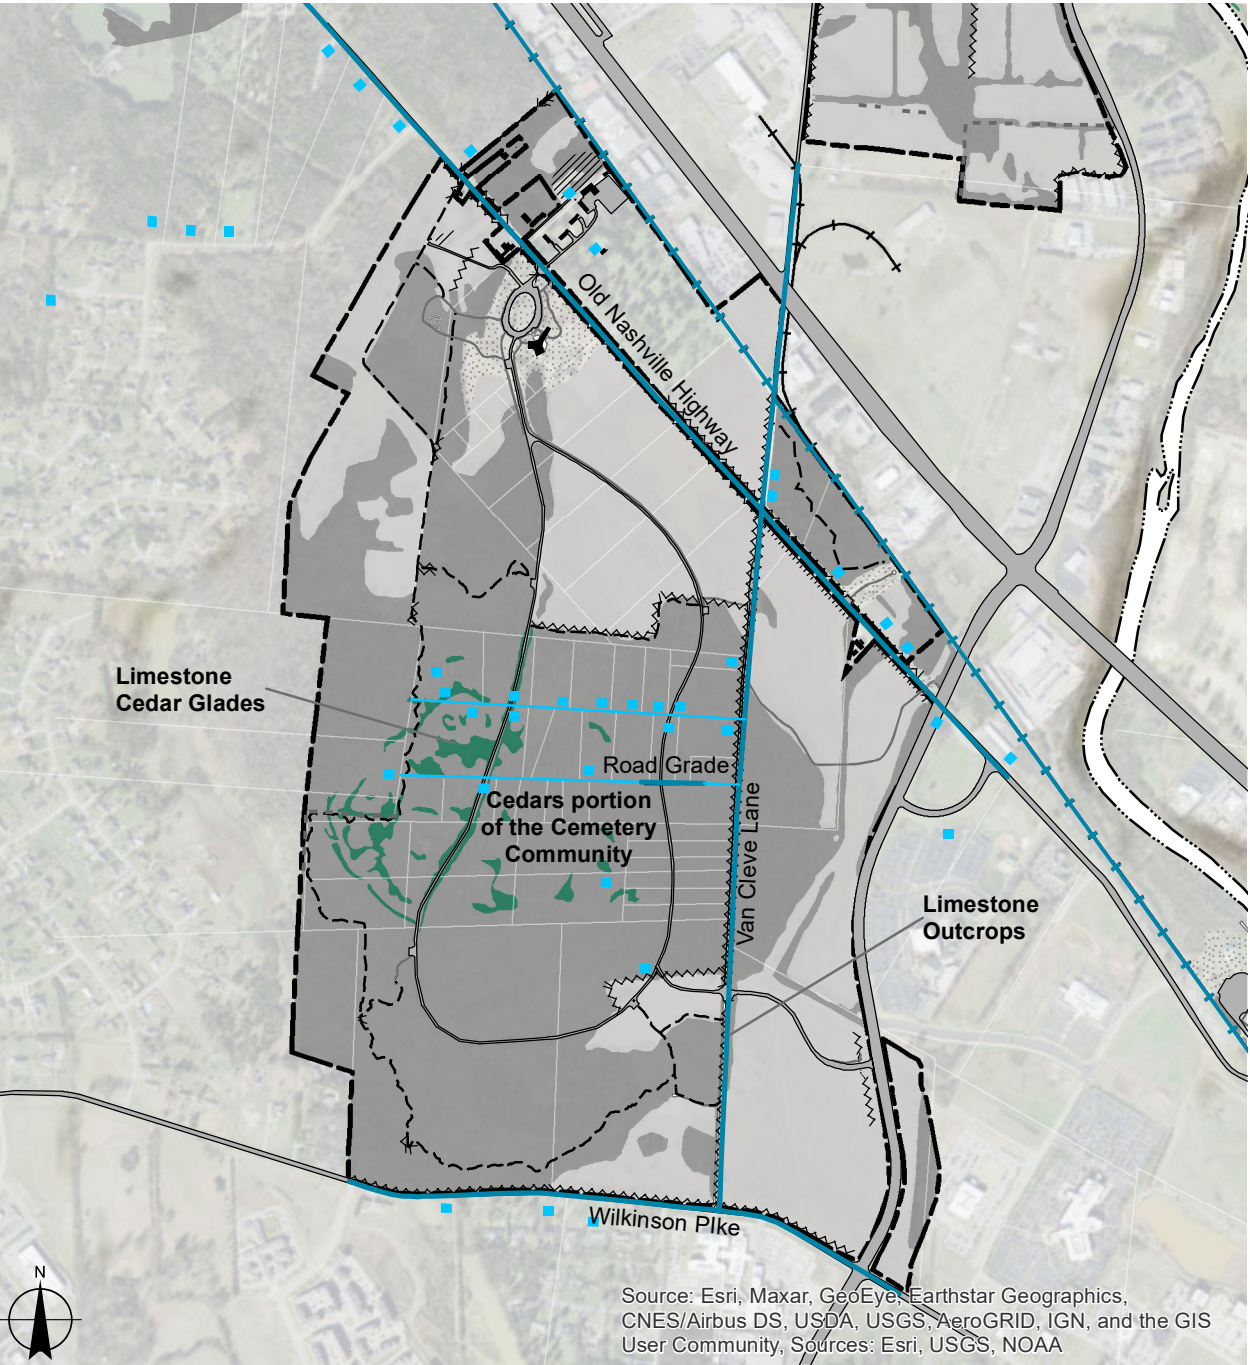 Old Nashville Highway
Limestone
Cedar Glades
Road Grade
Cedars portion
of the Cemetery
Community
Van Cleve Lane
Limestone
Outcrops
Wilkinson PIke
N
Source: Esri, Maxar, GeoEye, Earthstar Geographics,
CNES/Airbus DS, USDA, USGS, AeroGRID, IGN, and the GIS
User Community, Sources: Esri, USGS, NOAA